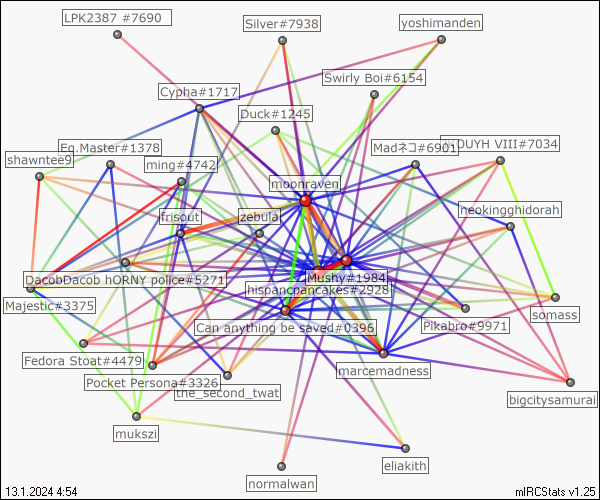 LPK2387 #7690
Silver#7938
yoshimanden
Swirly Boi#6154
Cypha#1717
Duck#1245
Eq.Master#1378
Madネコ#6901
DUYH VIII#7034
shawntee9
ming#4742
moonraven
neokingghidorah
frisout
zebula
DacobDacob
hORNY police#5271
Mushy#1984
hispancpancakes#2928
Majestic#3375
somass
Can anything be saved#0396
Pikabro#9971
Fedora Stoat#4479
marcemadness
Pocket Persona#3326
the_second_twat
bigcitysamurai
mukszi
eliakith
normalwan
13.1.2024 4:54
mIRCStats v1.25